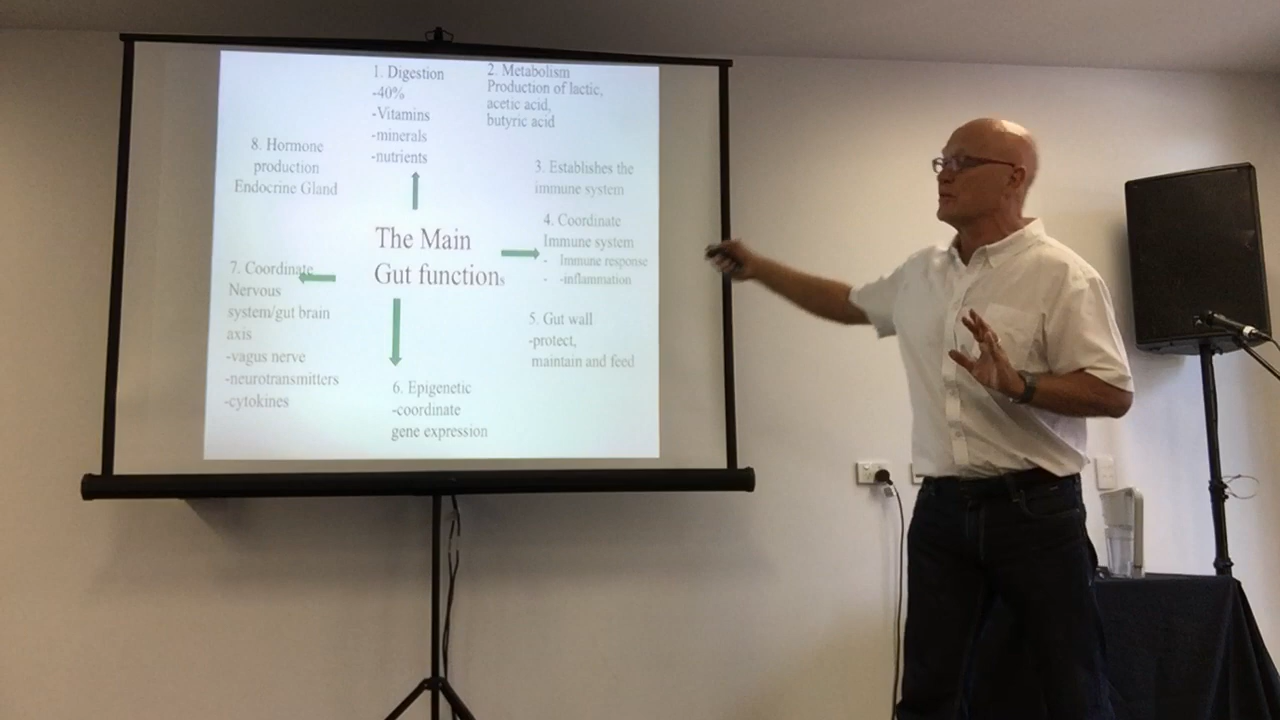 1. Digestion
-40%
-Vitamins
-minerals
-nutrients
2. Metabolism
Production of lactic,
acetic acid,
butyric acid
3. Establishes the
immune system
4. Coordinate
Immune system
- Immune response
- -inflammation
5. Gut wall
-protect,
maintain and feed
6. Epigenetic
-coordinate
gene expression
7. Coordinate
Nervous
system/gut brain
axis
-vagus nerve
-neurotransmitters
-cytokines
8. Hormone
production
Endocrine Gland
The Main
Gut functions